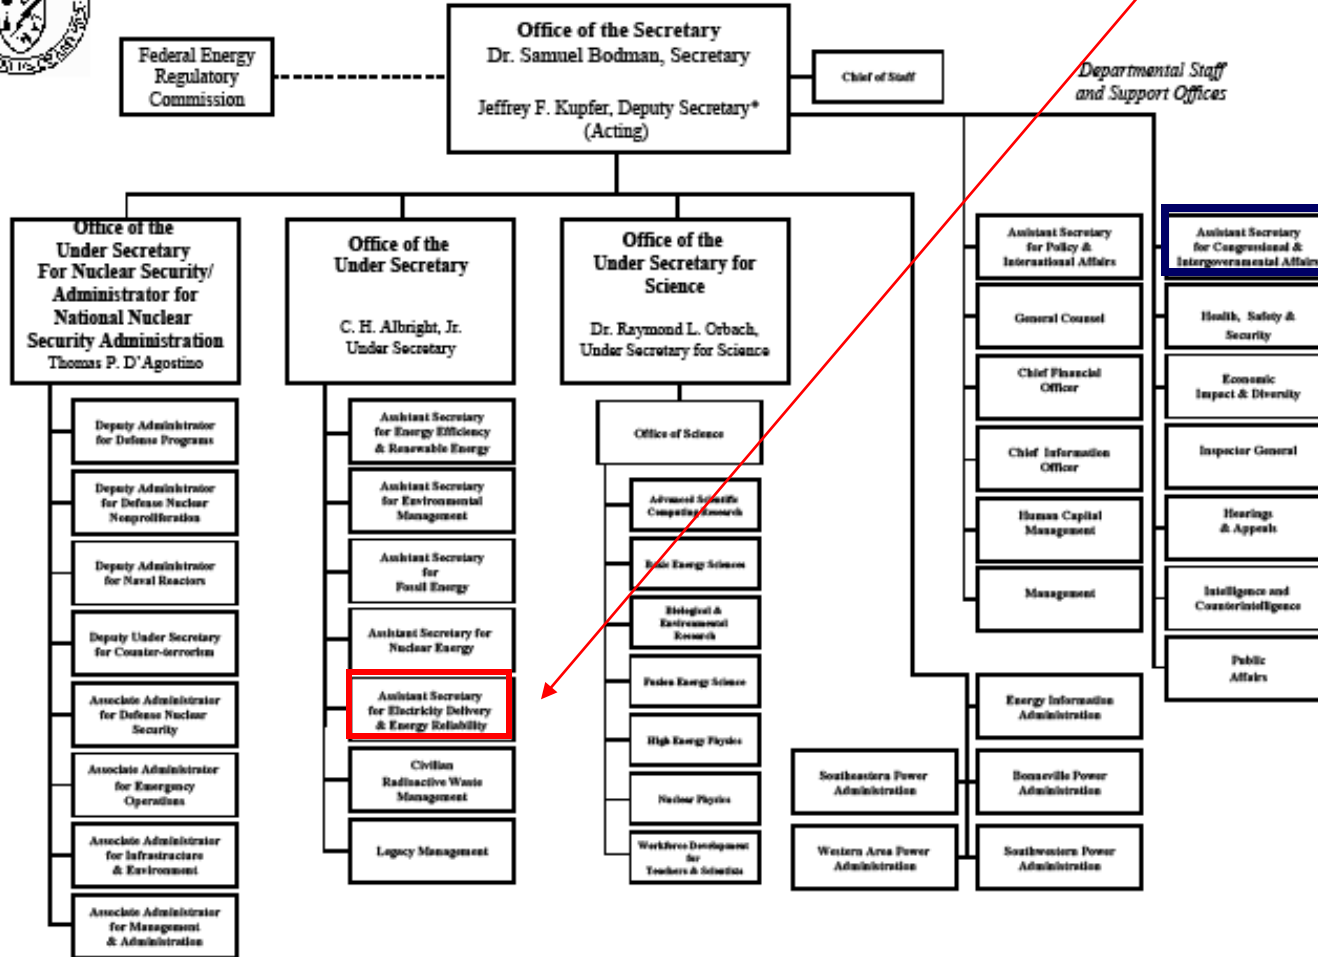 Office of the Secretary
Dr. Samuel Bodman, Secretary
Jeffrey F. Kupfer, Deputy Secretary*
(Acting)
Federal Energy
Regulatory
Commission
Chief of Staff
Departmental Staff
and Support Offices
Office of the
Under Secretary
For Nuclear Security/
Administrator for
National Nuclear
Security Administration
Thomas P. D'Agostino
Deputy Administrator
for Defense Programs
Deputy Administrator
for Defense Nuclear
Nonproliferation
Deputy Administrator
for Naval Reactors
Deputy Under Secretary
for Counter-terrorism
Associate Administrator
for Defense Nuclear
Security
Associate Administrator
for Emergency
Operations
Associate Administrator
for Infrastructure
& Environment
Associate Administrator
for Management
& Administration
Office of the
Under Secretary
C. H. Albright, Jr.
Under Secretary
Assistant Secretary
for Energy Efficiency
& Renewable Energy
Assistant Secretary
for Environmental
Management
Assistant Secretary
for
Fossil Energy
Assistant Secretary for
Nuclear Energy
Assistant Secretary
for Electricity Delivery
& Energy Reliability
Civilian
Radioactive Waste
Management
Legacy Management
Office of the
Under Secretary for
Science
Dr. Raymond L. Orbach,
Under Secretary for Science
Office of Science
Advanced Scientific
Computing Research
Basic Energy Sciences
Biological &
Environmental
Research
Fusion Energy Science
High Energy Physics
Nuclear Physics
Workforce Development
for
Teachers & Scientists
Assistant Secretary
for Policy &
International Affairs
General Counsel
Chief Financial
Officer
Chief Information
Officer
Human Capital
Management
Management
Assistant Secretary
for Congressional &
Intergovernmental Affairs
Health, Safety &
Security
Economic
Impact & Diversity
Inspector General
Hearings
& Appeals
Intelligence and
Counterintelligence
Public
Affairs
Energy Information
Administration
Southeastern Power
Administration
Bonneville Power
Administration
Western Area Power
Administration
Southwestern Power
Administration